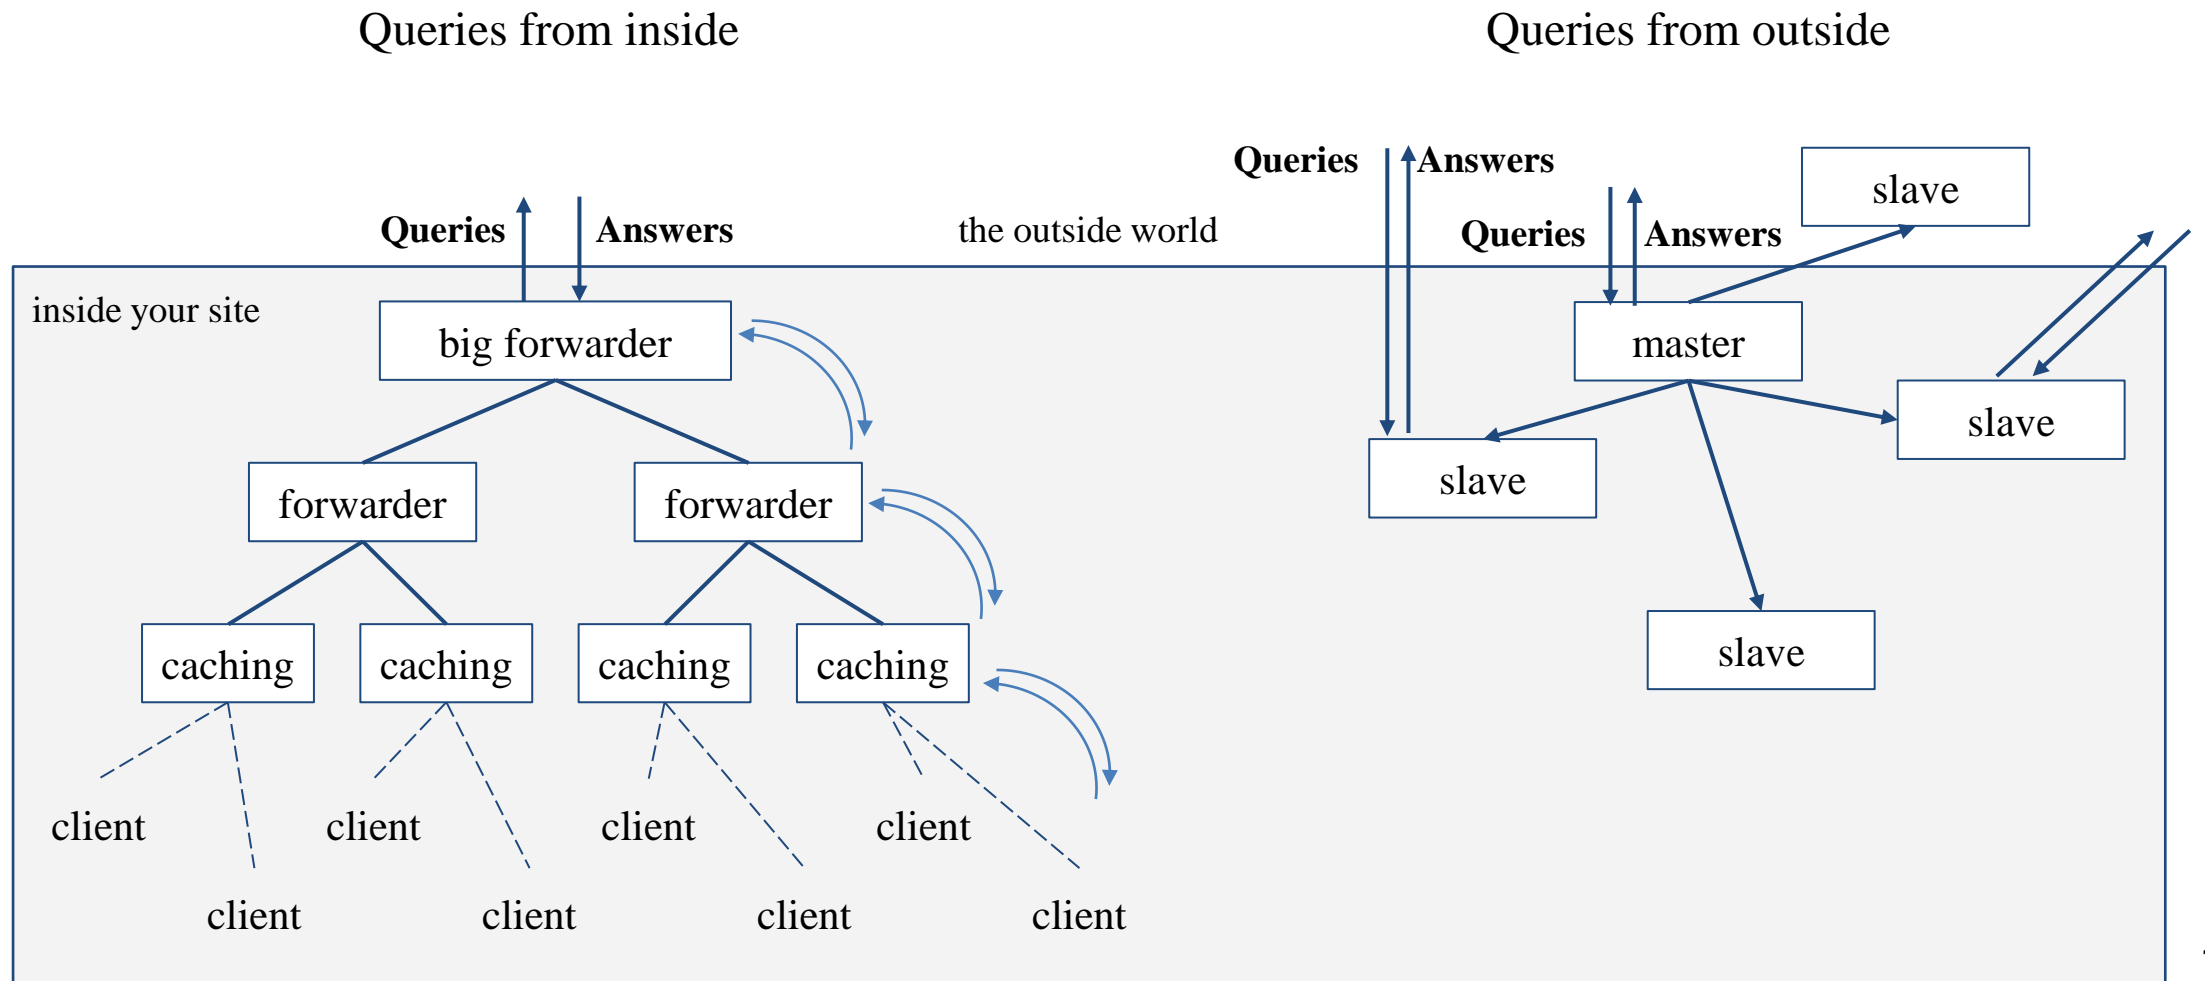 Queries from inside
Queries from outside
Queries
Answers
slave
Queries
Answers
the outside world
Queries
Answers
inside your site
big forwarder
master
slave
slave
forwarder
forwarder
caching
caching
caching
caching
slave
client
client
client
client
client
client
client
client